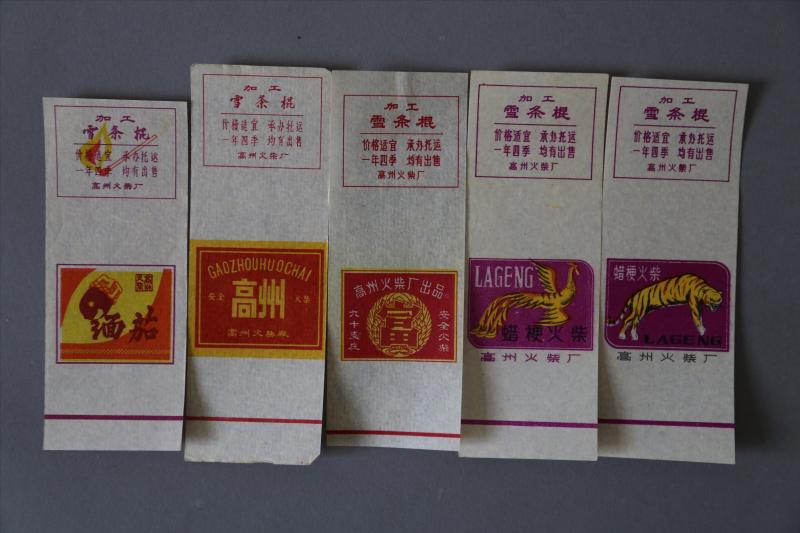 加工
雪条棍
价格适宜 承办托运
一年四季 均有出售
高州火柴厂
缅茄
加工
雪条棍
价格适宜 承办托运
一年四季 均有出售
高州火柴厂
GAOZHOUHUOCHAI
安全 高州 火柴
高州火柴厰
加工
雪条棍
价格适宜 承办托运
一年四季 均有出售
高州火柴厂
高州火柴厂出品
六十支庄
安全火柴
加工
雪条棍
价格适宜 承办托运
一年四季 均有出售
高州火柴厂
LAGENG
蜡梗火柴
高州火柴厂
加工
雪条棍
价格适宜 承办托运
一年四季 均有出售
高州火柴厂
蜡梗火柴
LAGENG
高州火柴厂